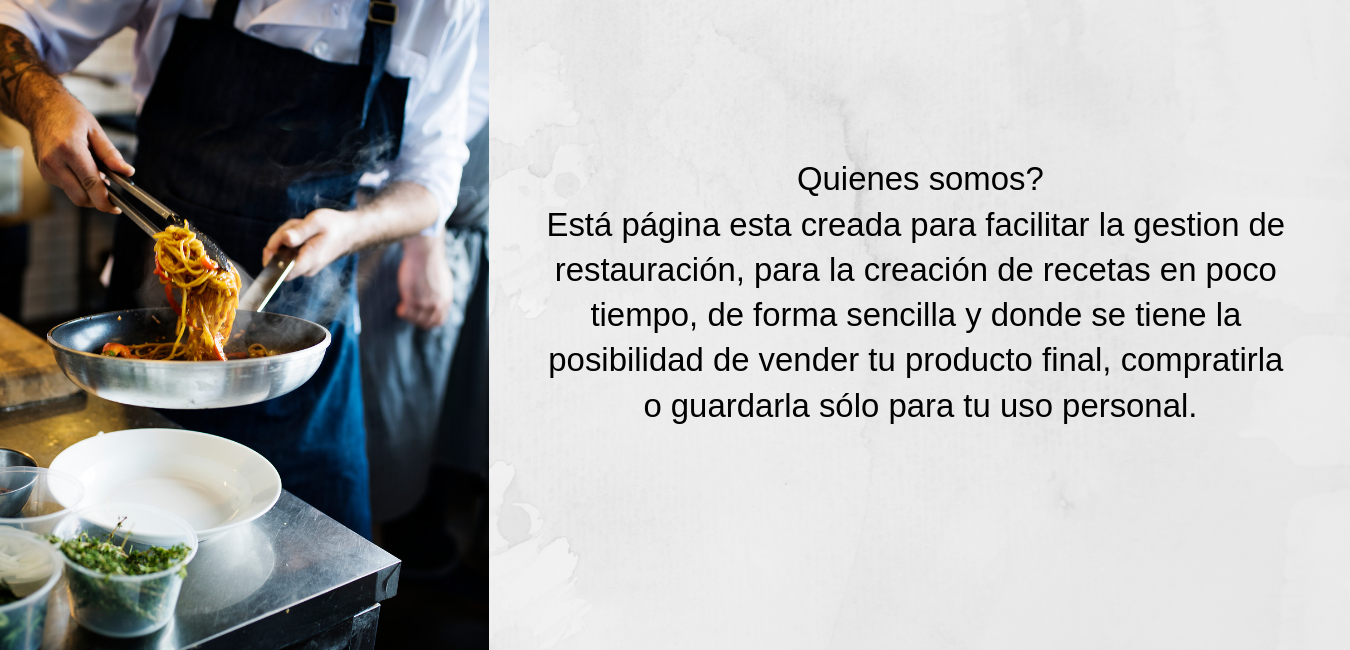 Quienes somos?
Está página esta creada para facilitar la gestion de
restauración, para la creación de recetas en poco
tiempo, de forma sencilla y donde se tiene la
posibilidad de vender tu producto final, compratirla
o guardarla sólo para tu uso personal.